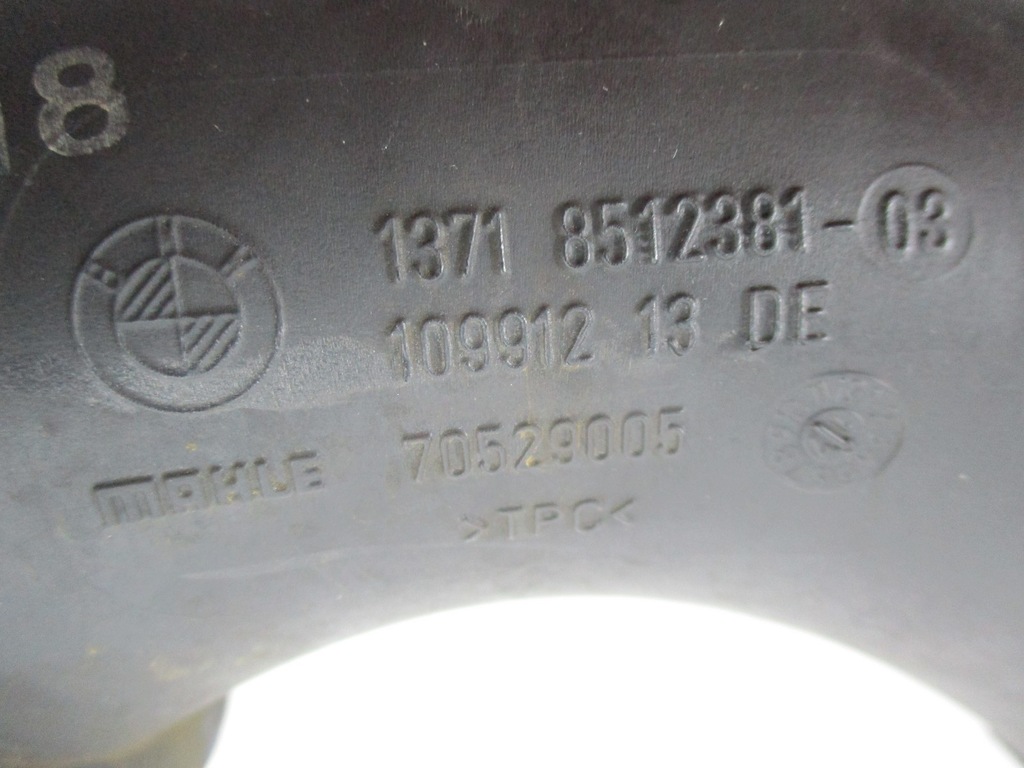 8
1371 8512381-03
109912 13 DE
MAHLE 70529005
>TPC<